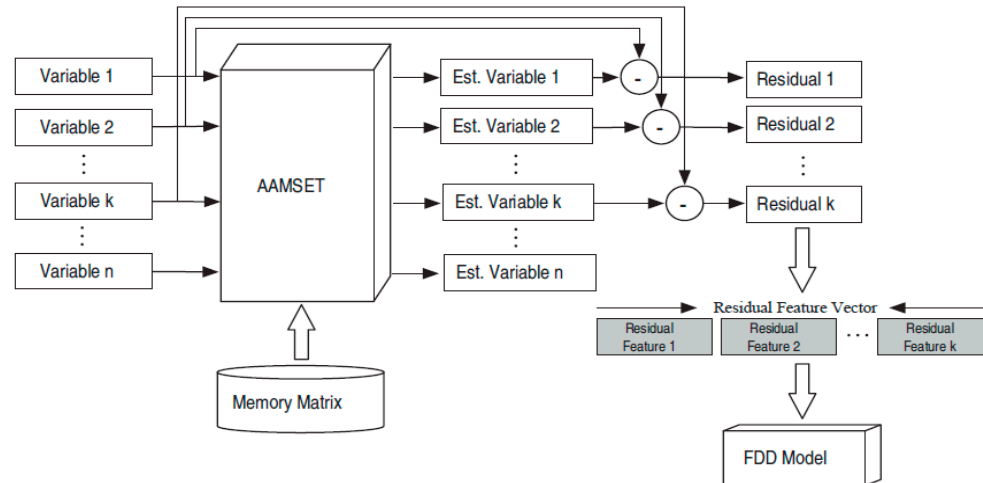 Variable 1
Est. Variable 1
-
Residual 1
Variable 2
Est. Variable 2
-
Residual 2
⋮
⋮
⋮
AAMSET
Variable k
Est. Variable k
-
Residual k
⋮
⋮
Variable n
Est. Variable n
Residual Feature Vector
Residual
Feature 1
Residual
Feature 2
...
Residual
Feature k
Memory Matrix
FDD Model